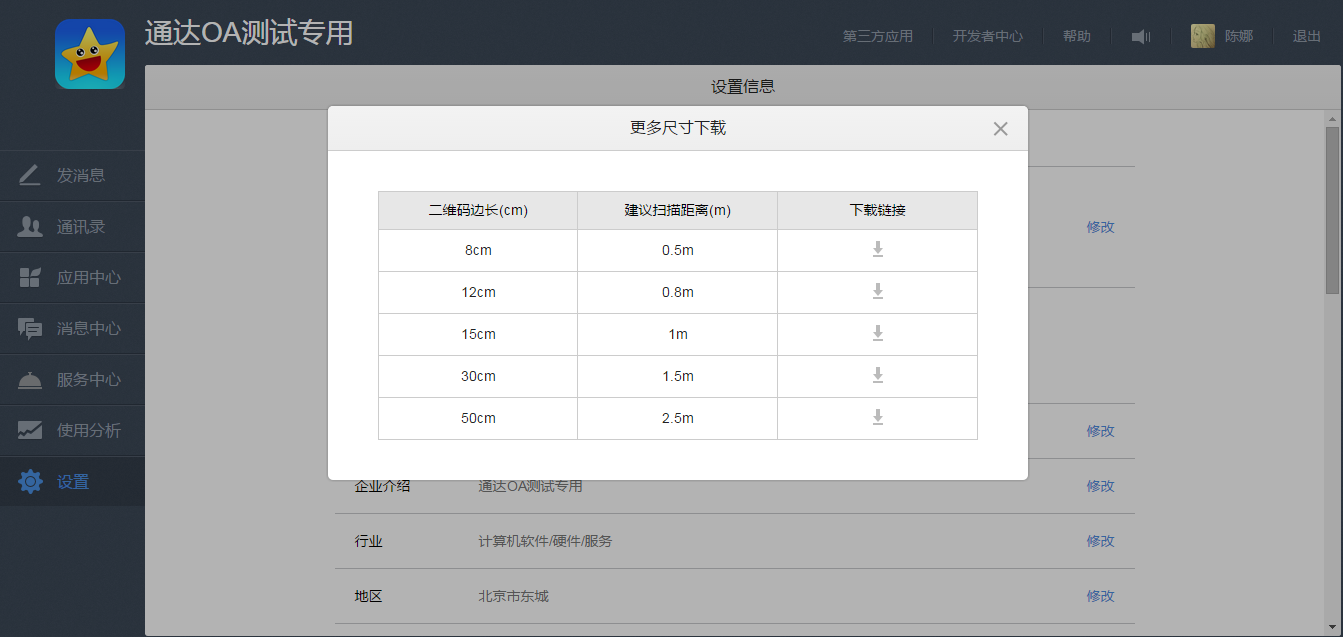 通达OA测试专用
第三方应用 开发者中心 帮助 陈娜 退出
设置信息
发消息
通讯录
应用中心
消息中心
服务中心
使用分析
设置
更多尺寸下载
二维码边长(cm) 建议扫描距离(m) 下载链接
8cm 0.5m
12cm 0.8m
15cm 1m
30cm 1.5m
50cm 2.5m
修改
修改
企业介绍 通达OA测试专用 修改
行业 计算机软件/硬件/服务 修改
地区 北京市东城 修改